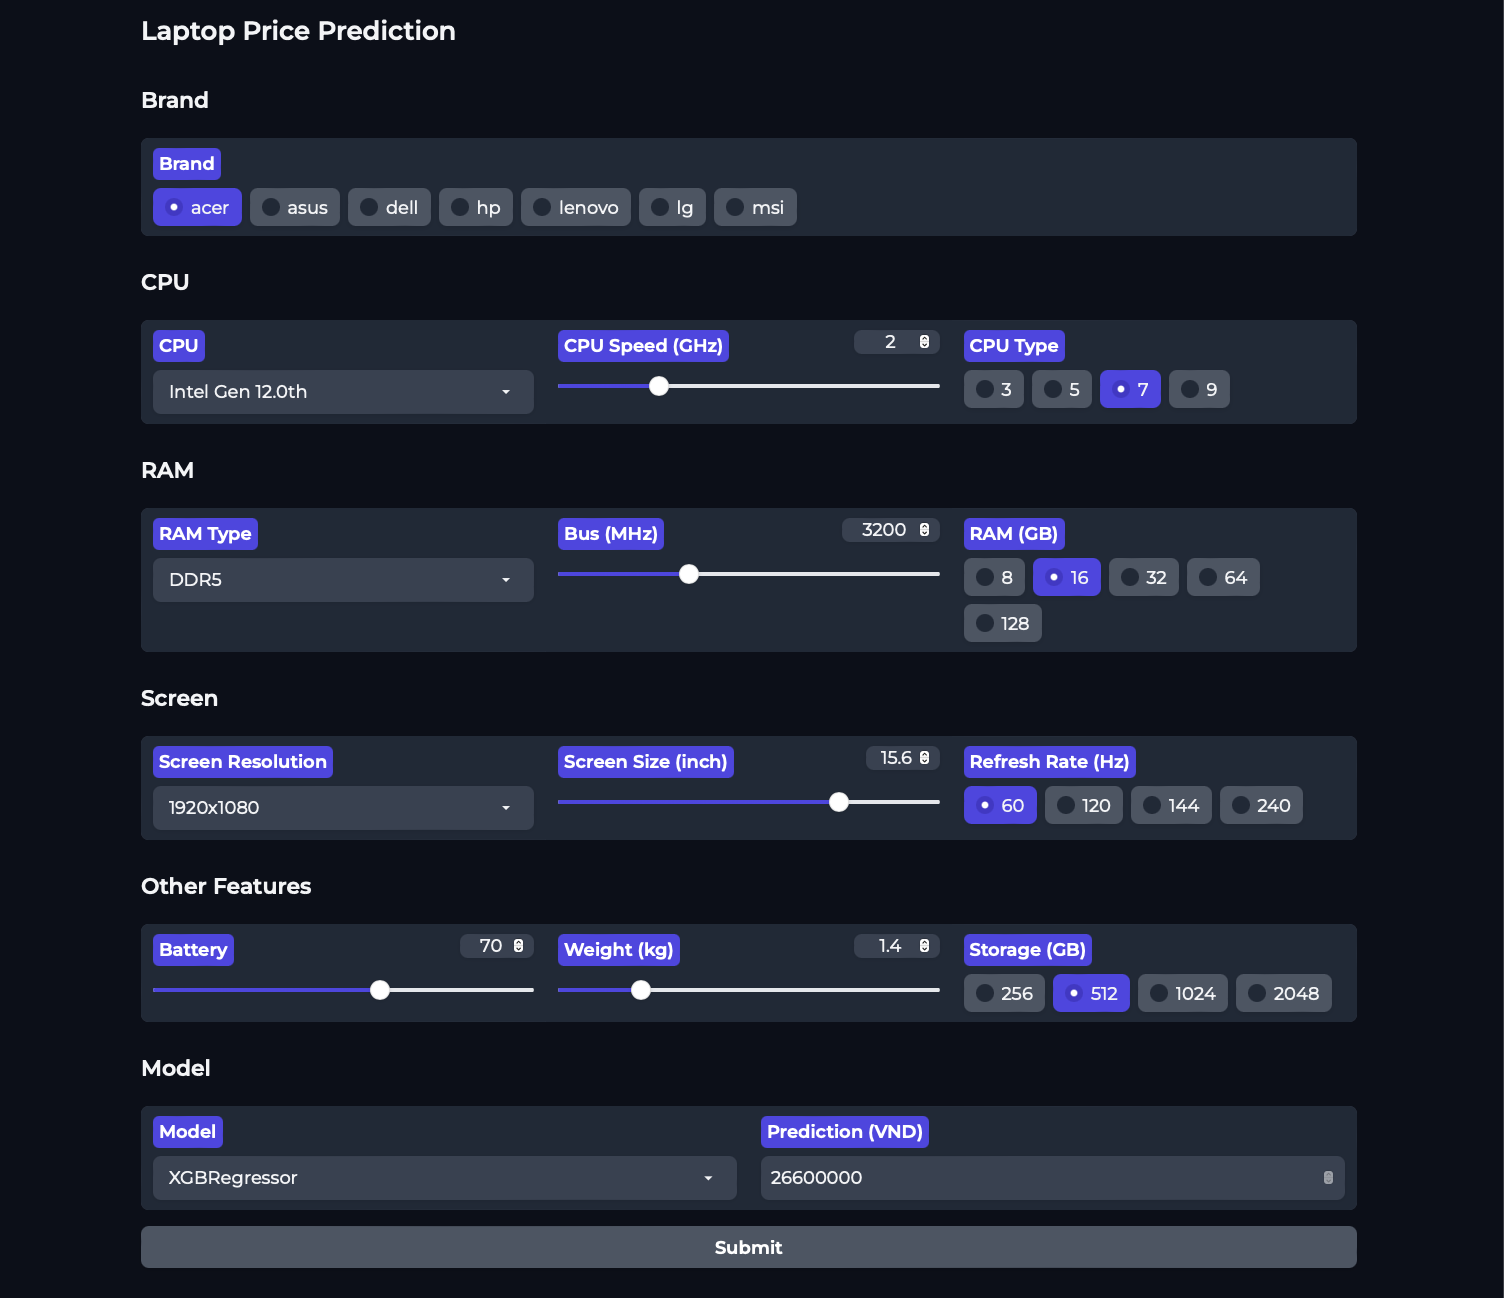 Laptop Price Prediction
Brand
Brand
acer asus dell hp lenovo lg msi
CPU
CPU
Intel Gen 12.0th
CPU Speed (GHz) 2
CPU Type
3 5 7 9
RAM
RAM Type
DDR5
Bus (MHz) 3200
RAM (GB)
8 16 32 64
128
Screen
Screen Resolution
1920x1080
Screen Size (inch) 15.6
Refresh Rate (Hz)
60 120 144 240
Other Features
Battery 70
Weight (kg) 1.4
Storage (GB)
256 512 1024 2048
Model
Model
XGBRegressor
Prediction (VND)
26600000
Submit